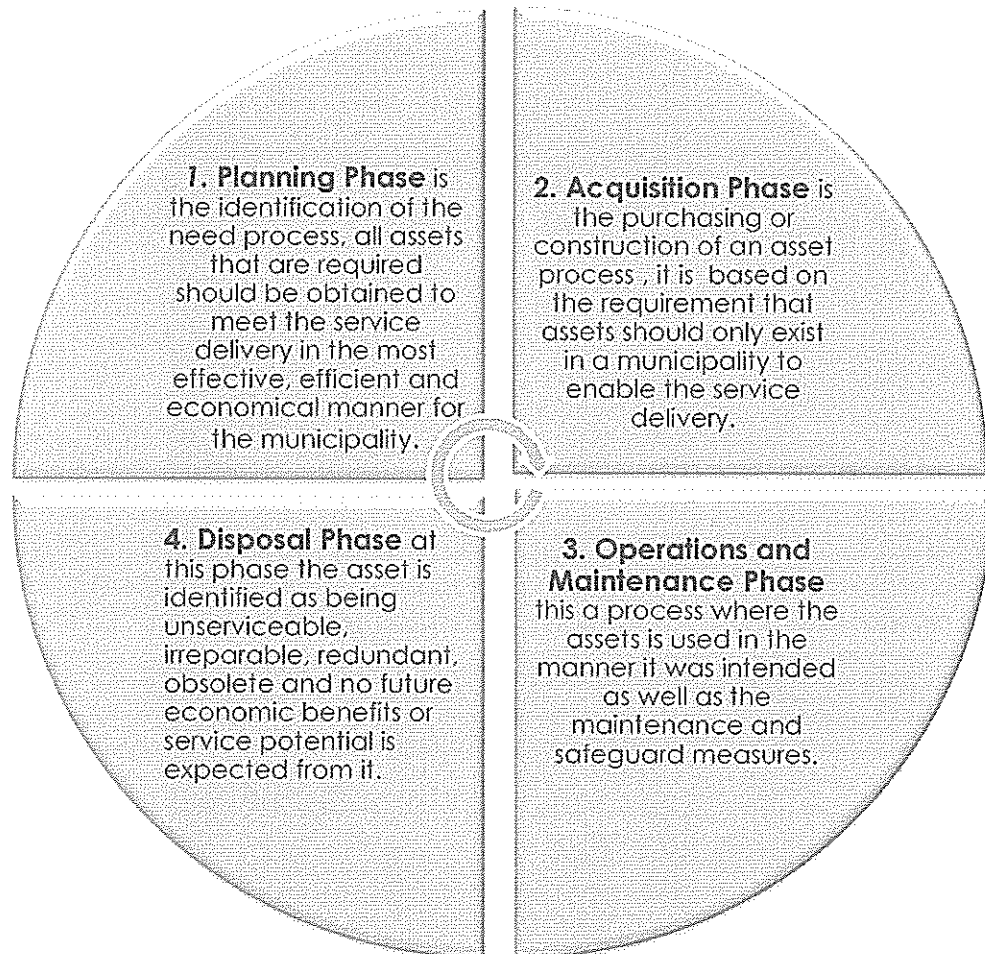 1. Planning Phase is
the identification of the
need process, all assets
that are required
should be obtained to
meet the service
delivery in the most
effective, efficient and
economical manner for
the municipality.
2. Acquisition Phase is
the purchasing or
construction of an asset
process , it is based on
the requirement that
assets should only exist
in a municipality to
enable the service
delivery.
3. Operations and
Maintenance Phase
this a process where the
assets is used in the
manner it was intended
as well as the
maintenance and
safeguard measures.
4. Disposal Phase at
this phase the asset is
identified as being
unserviceable,
irreparable, redundant,
obsolete and no future
economic benefits or
service potential is
expected from it.